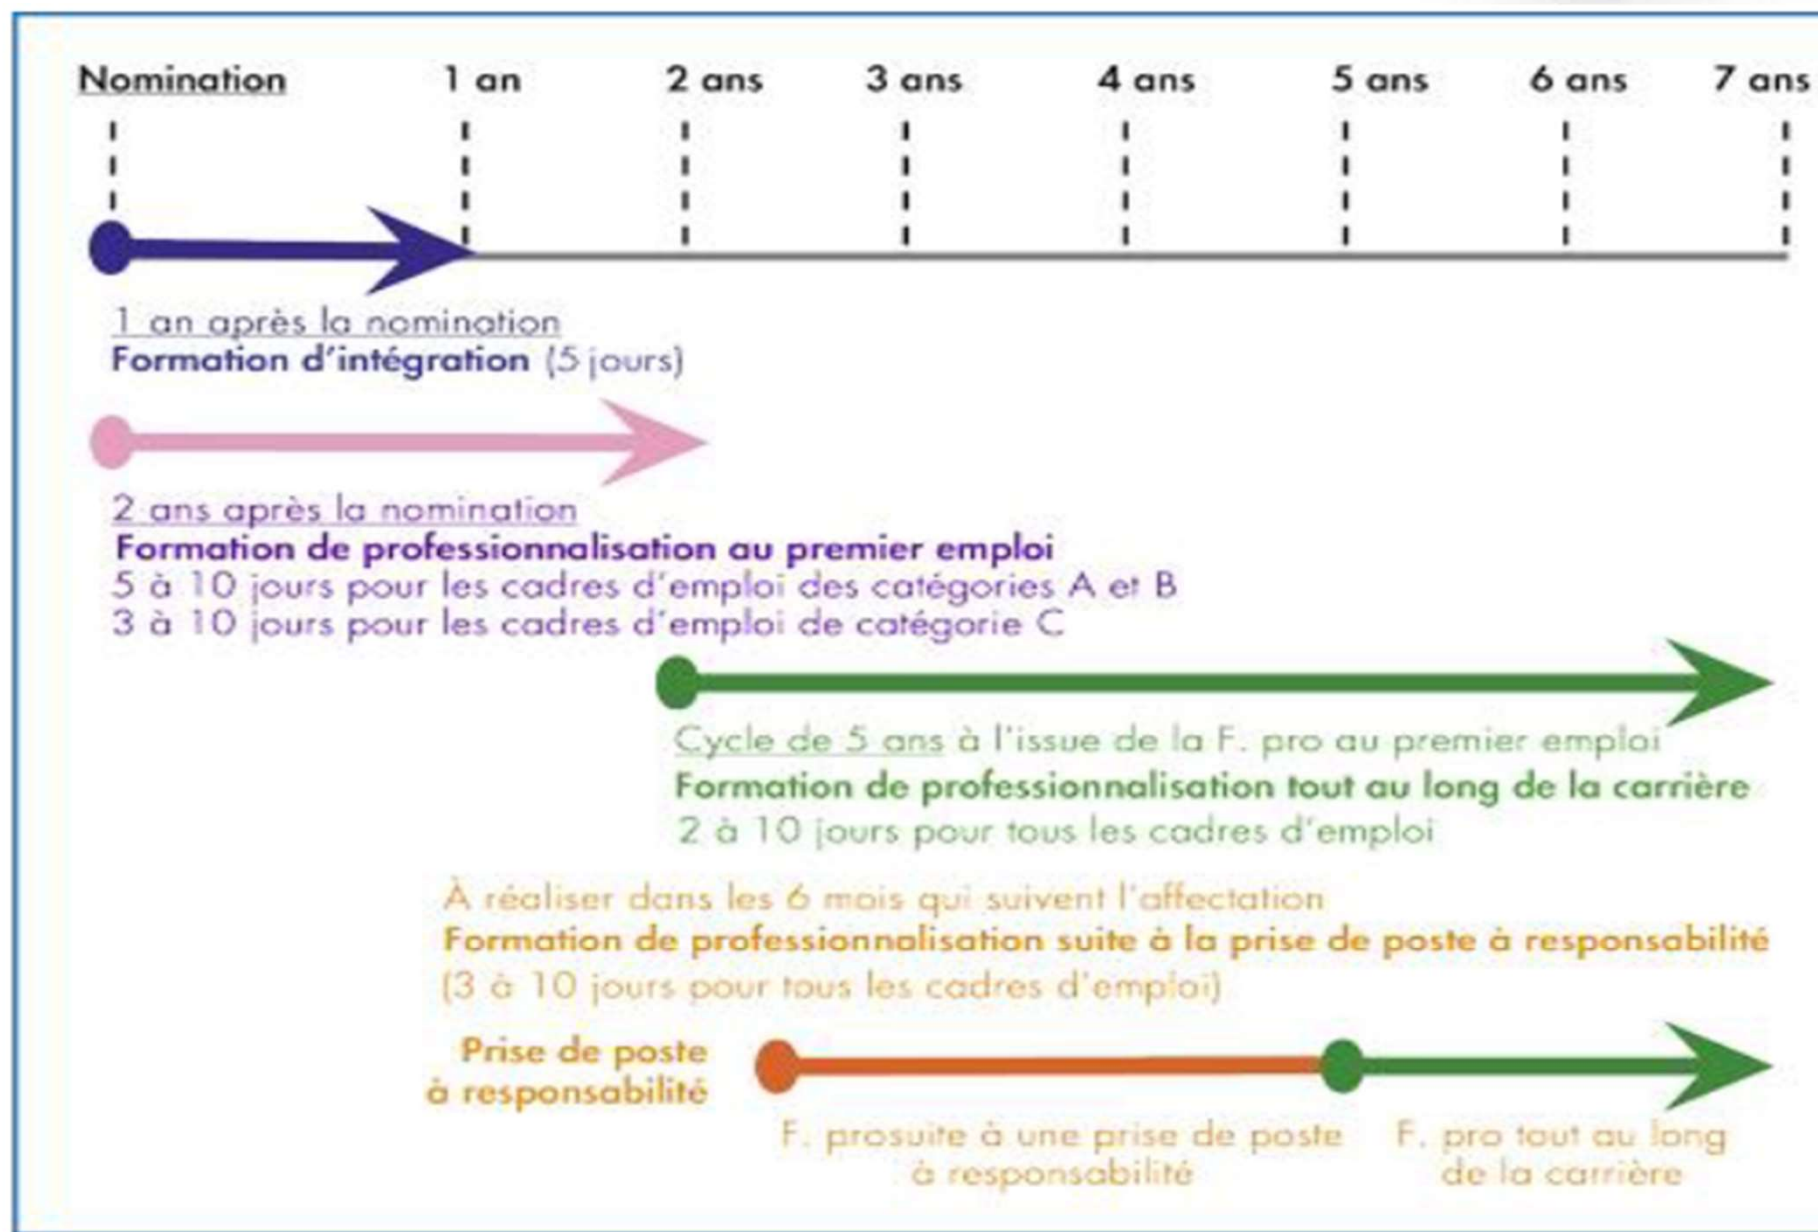 Nomination 1 an 2 ans 3 ans 4 ans 5 ans 6 ans 7 ans
1 an après la nomination
Formation d'intégration (5 jours)
2 ans après la nomination
Formation de professionnalisation au premier emploi
5 à 10 jours pour les cadres d'emploi des catégories A et B
3 à 10 jours pour les cadres d'emploi de catégorie C
Cycle de 5 ans à l'issue de la F. pro au premier emploi
Formation de professionnalisation tout au long de la carrière
2 à 10 jours pour tous les cadres d'emploi
À réaliser dans les 6 mois qui suivent l'affectation
Formation de professionnalisation suite à la prise de poste à responsabilité
(3 à 10 jours pour tous les cadres d'emploi)
Prise de poste
à responsabilité
F. prosuite à une prise de poste
à responsabilité
F. pro tout au long
de la carrière